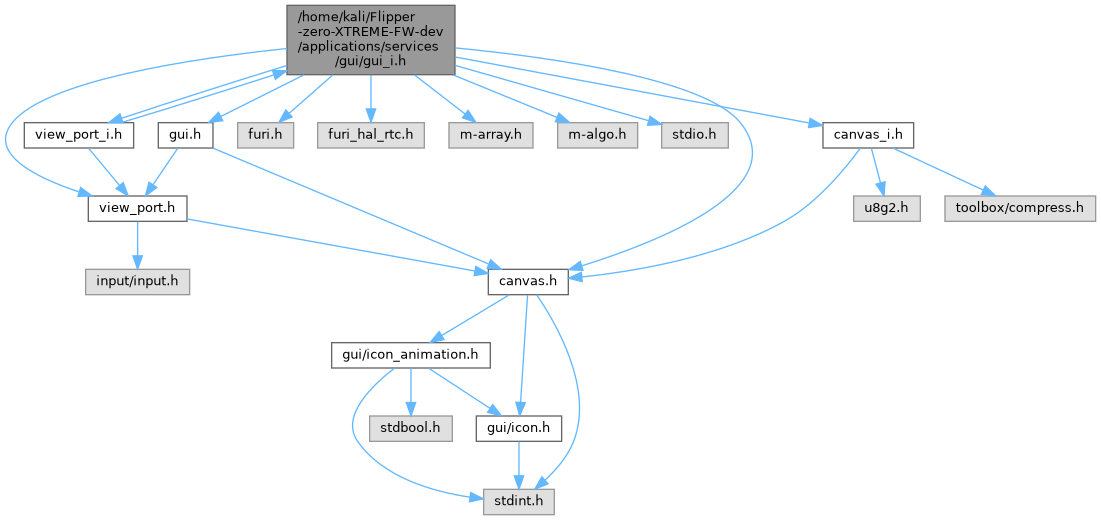 /home/kali/Flipper
-zero-XTREME-FW-dev
/applications/services
/gui/gui_i.h
view_port_i.h
gui.h
furi.h
furi_hal_rtc.h
m-array.h
m-algo.h
stdio.h
canvas_i.h
view_port.h
u8g2.h
toolbox/compress.h
input/input.h
canvas.h
gui/icon_animation.h
stdbool.h
gui/icon.h
stdint.h